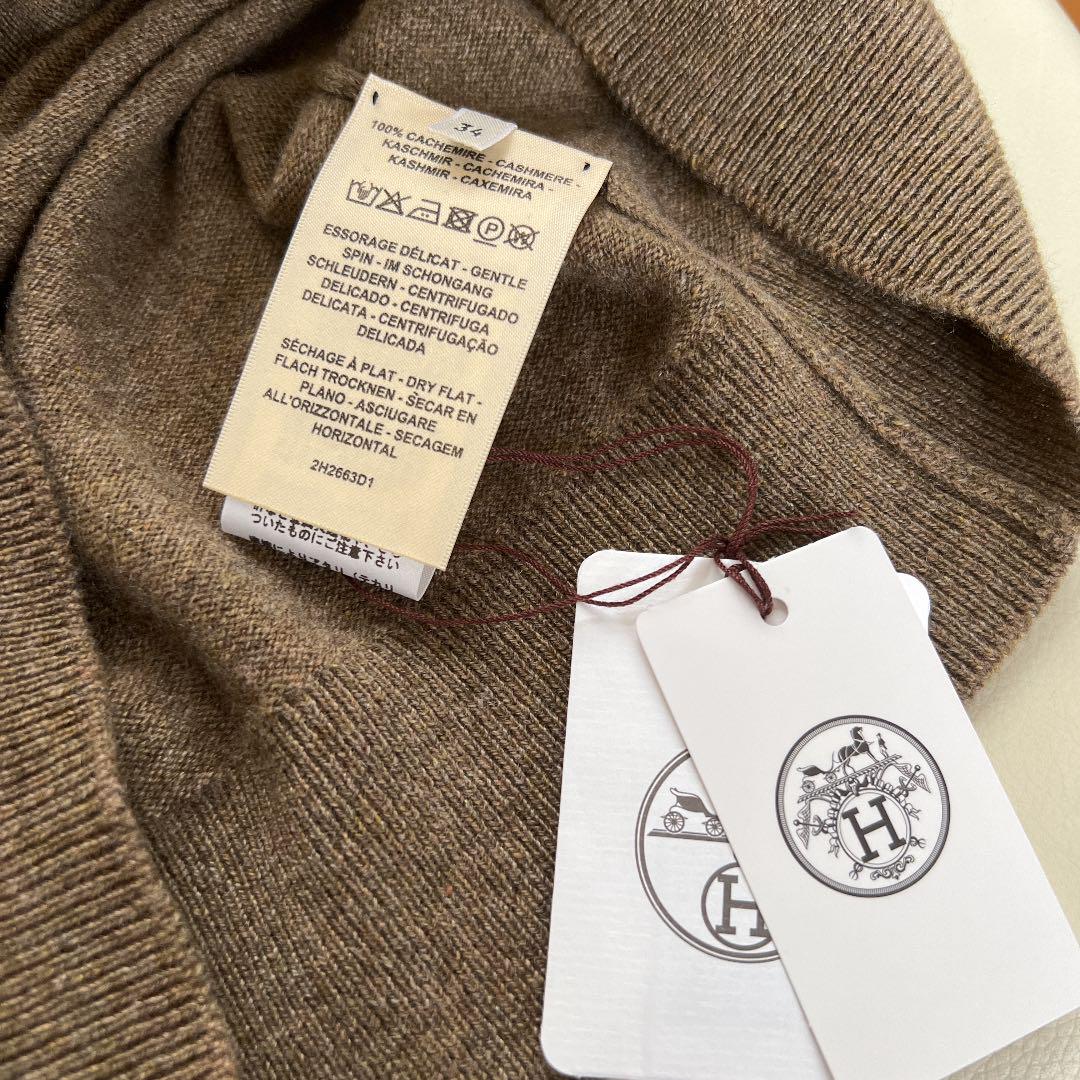 34
100% CACHEMIRE - CASHMERE -
KASCHMIR - CACHEMIRA -
KASHMIR - CAXEMIRA
P
ESSORAGE DÉLICAT - GENTLE
SPIN - IM SCHONGANG
SCHLEUDERN - CENTRIFUGADO
DELICADO - CENTRIFUGA
DELICATA - CENTRIFUGAÇÃO
DELICADA
SÉCHAGE À PLAT - DRY FLAT -
FLACH TROCKNEN - SECAR EN
PLANO - ASCIUGARE
ALL'ORIZZONTALE - SECAGEM
HORIZONTAL
2H2663D1
ついたものにご注意下さい
H
H